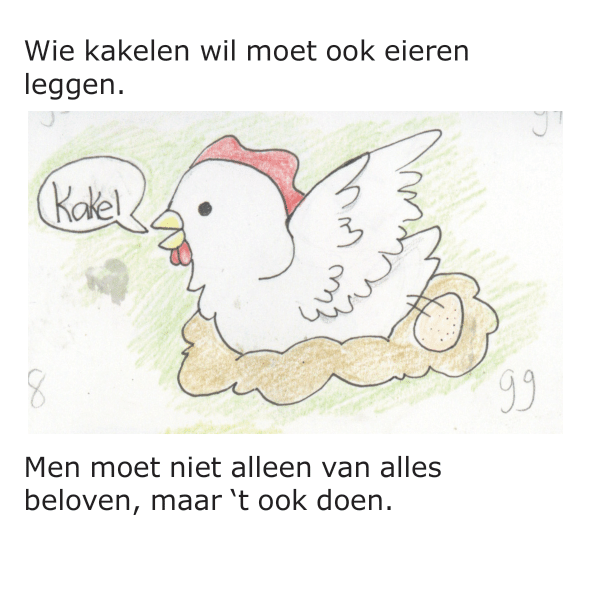 Wie kakelen wil moet ook eieren
leggen.
Kakel
8
99
Men moet niet alleen van alles
beloven, maar ‘t ook doen.